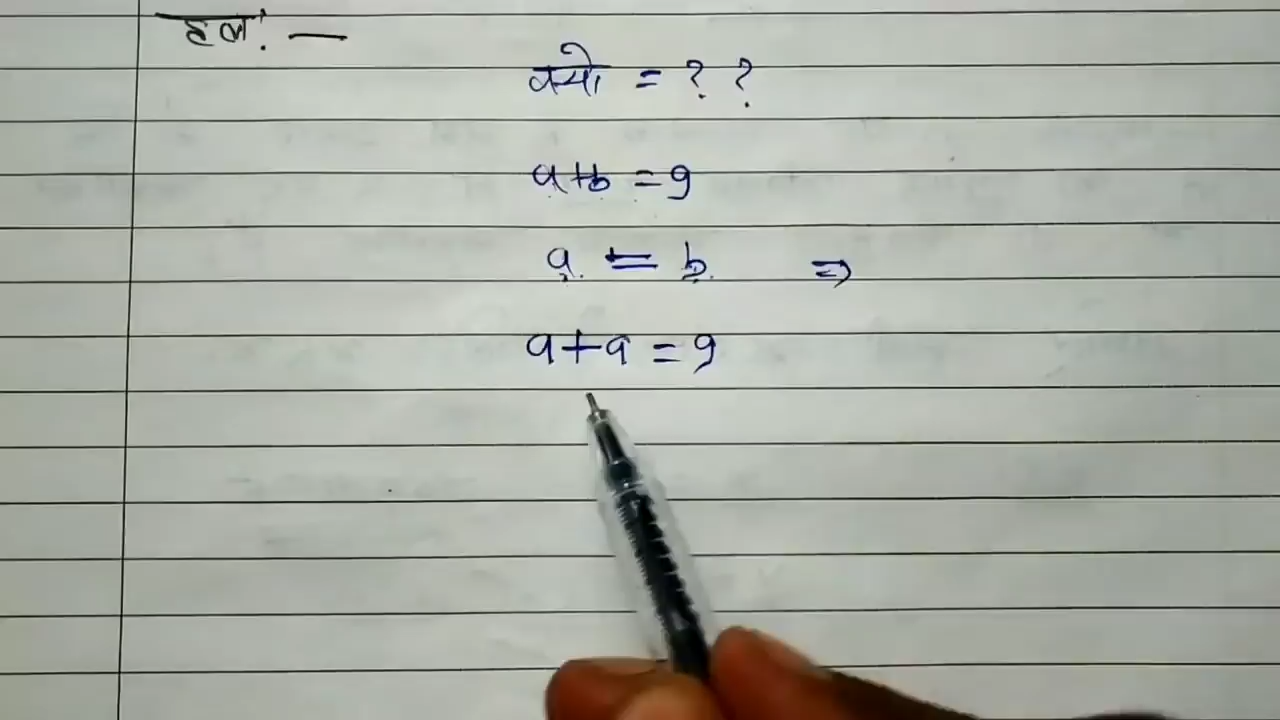 हल: —
क्यो = ? ?
a+b = 9
a = b ⇒
a+a = 9